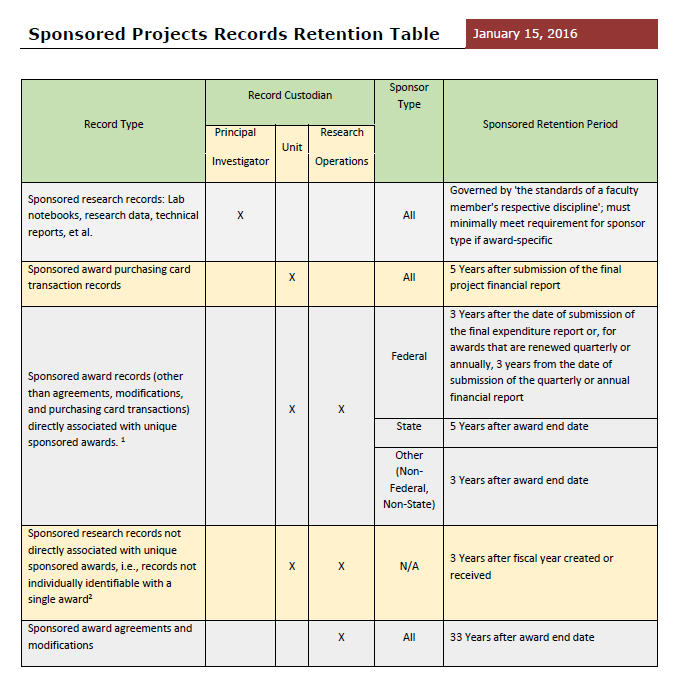 Sponsored Projects Records Retention Table
January 15, 2016
Record Type
Record Custodian
Sponsor
Type
Sponsored Retention Period
Principal
Investigator
Unit
Research
Operations
Sponsored research records: Lab
notebooks, research data, technical
reports, et al.
X
All
Governed by 'the standards of a faculty
member's respective discipline'; must
minimally meet requirement for sponsor
type if award-specific
Sponsored award purchasing card
transaction records
X
All
5 Years after submission of the final
project financial report
Sponsored award records (other
than agreements, modifications,
and purchasing card transactions)
directly associated with unique
sponsored awards. ¹
X
X
Federal
3 Years after the date of submission of
the final expenditure report or, for
awards that are renewed quarterly or
annually, 3 years from the date of
submission of the quarterly or annual
financial report
State
5 Years after award end date
Other
(Non-
Federal,
Non-State)
3 Years after award end date
Sponsored research records not
directly associated with unique
sponsored awards, i.e., records not
individually identifiable with a
single award²
X
X
N/A
3 Years after fiscal year created or
received
Sponsored award agreements and
modifications
X
All
33 Years after award end date